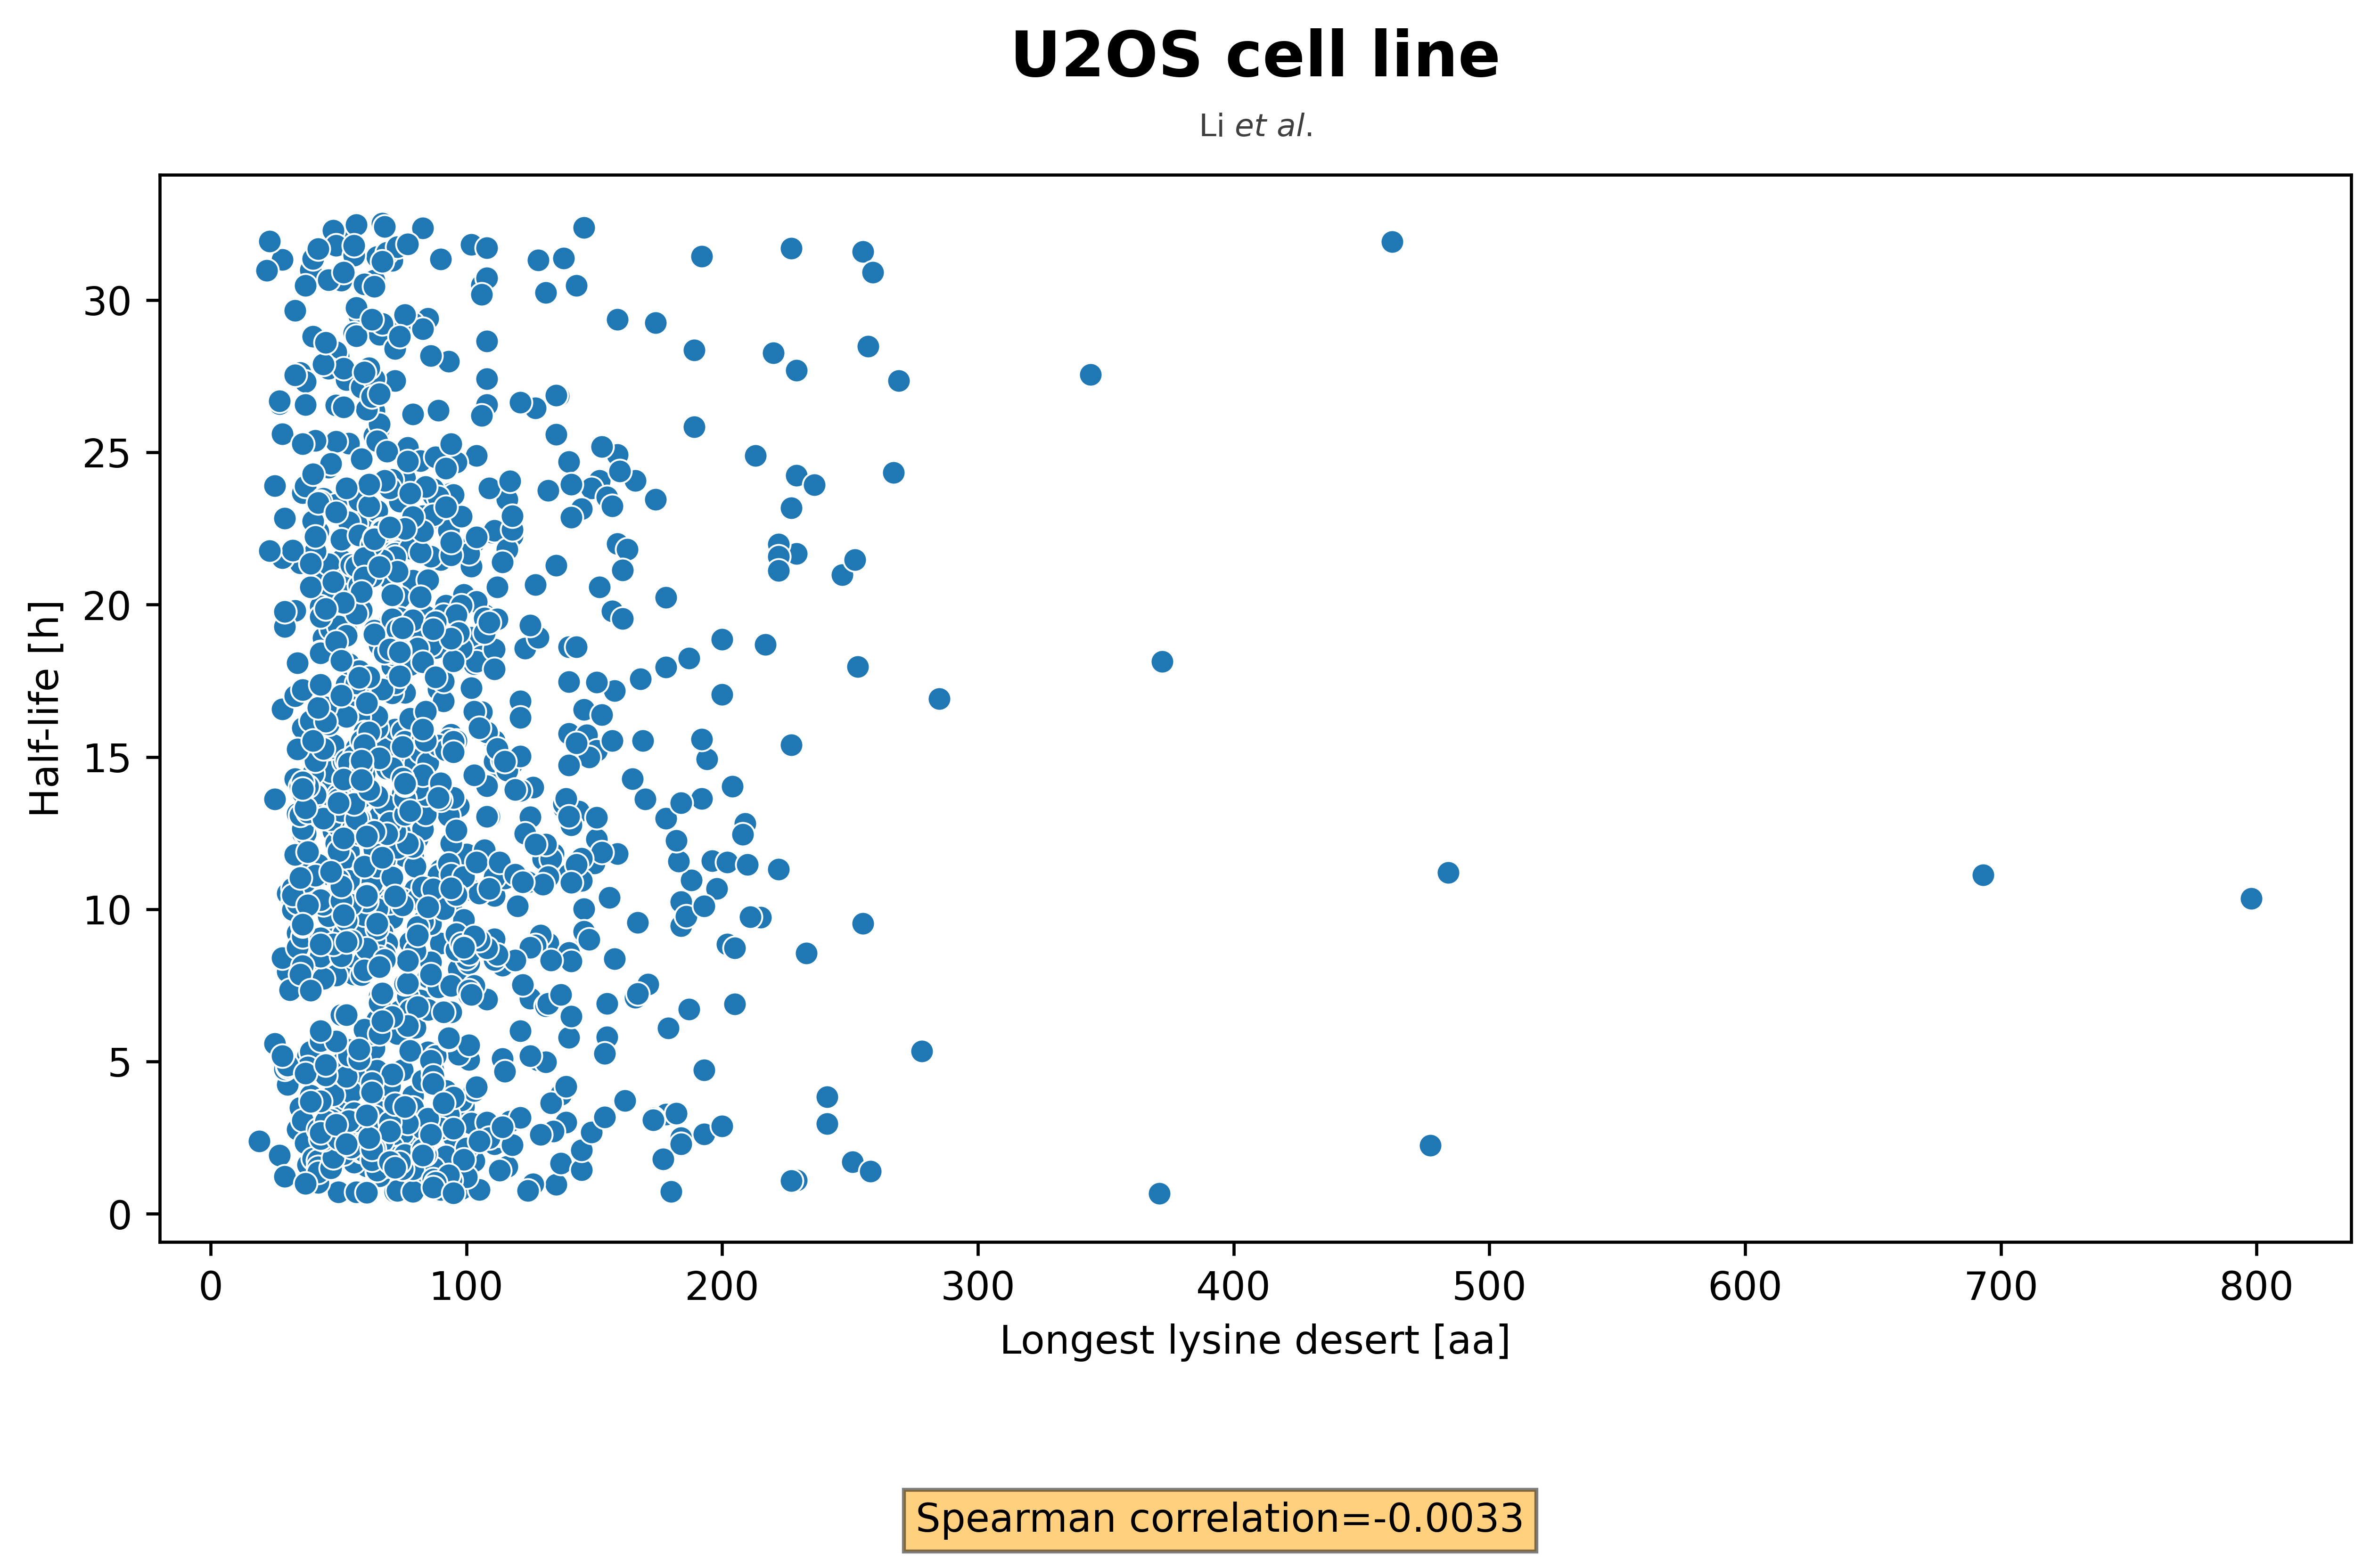 U2OS cell line
Li et al.
Half-life [h]
30
25
20
15
10
5
0
0 100 200 300 400 500 600 700 800
Longest lysine desert [aa]
Spearman correlation=-0.0033